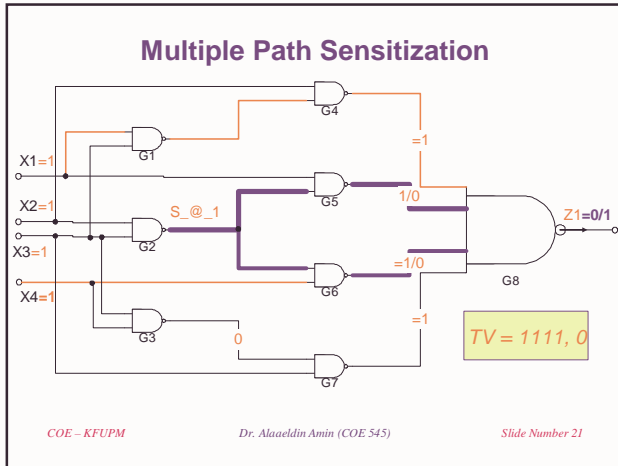 Multiple Path Sensitization
G4
=1
G1
X1=1
G5
1/0
X2=1
S_@_1
Z1=0/1
G2
X3=1
=1/0
G8
X4=1
G6
=1
G3
0
TV = 1111, 0
G7
COE – KFUPM Dr. Alaaeldin Amin (COE 545) Slide Number 21